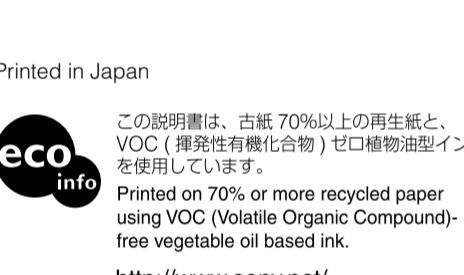 Printed in Japan
eco
info
この説明書は、古紙 70%以上の再生紙と、
VOC ( 揮発性有機化合物 ) ゼロ植物油型イン
を使用しています。
Printed on 70% or more recycled paper
using VOC (Volatile Organic Compound)-
free vegetable oil based ink.